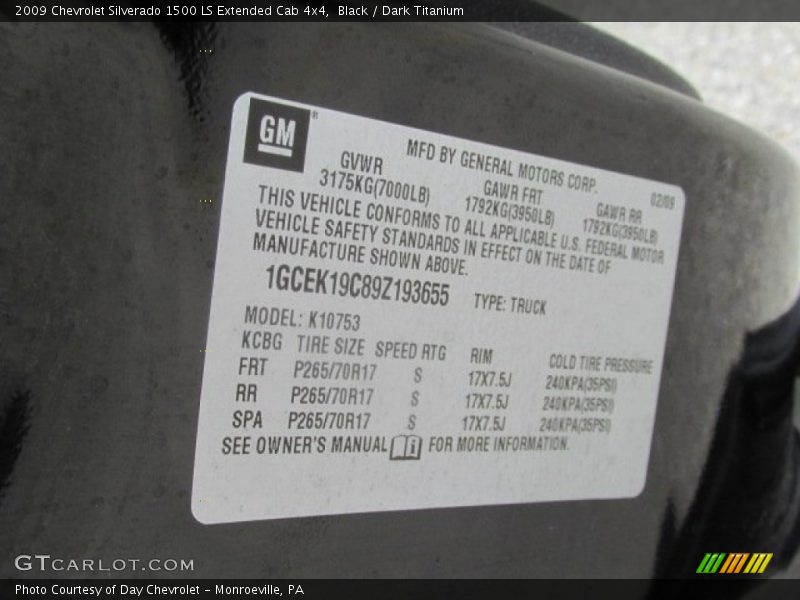 2009 Chevrolet Silverado 1500 LS Extended Cab 4x4,  Black / Dark Titanium
GM®
MFD BY GENERAL MOTORS CORP. 02/09
GVWR GAWR FRT GAWR RR
3175KG(7000LB) 1792KG(3950LB) 1792KG(3950LB)
THIS VEHICLE CONFORMS TO ALL APPLICABLE U.S. FEDERAL MOTOR
VEHICLE SAFETY STANDARDS IN EFFECT ON THE DATE OF
MANUFACTURE SHOWN ABOVE.
1GCEK19C89Z193655 TYPE: TRUCK
MODEL: K10753
KCBG TIRE SIZE SPEED RTG RIM COLD TIRE PRESSURE
FRT P265/70R17 S 17X7.5J 240KPA(35PSI)
RR P265/70R17 S 17X7.5J 240KPA(35PSI)
SPA P265/70R17 S 17X7.5J 240KPA(35PSI)
SEE OWNER'S MANUAL i FOR MORE INFORMATION.
GTCARLOT.COM
Photo Courtesy of Day Chevrolet - Monroeville, PA